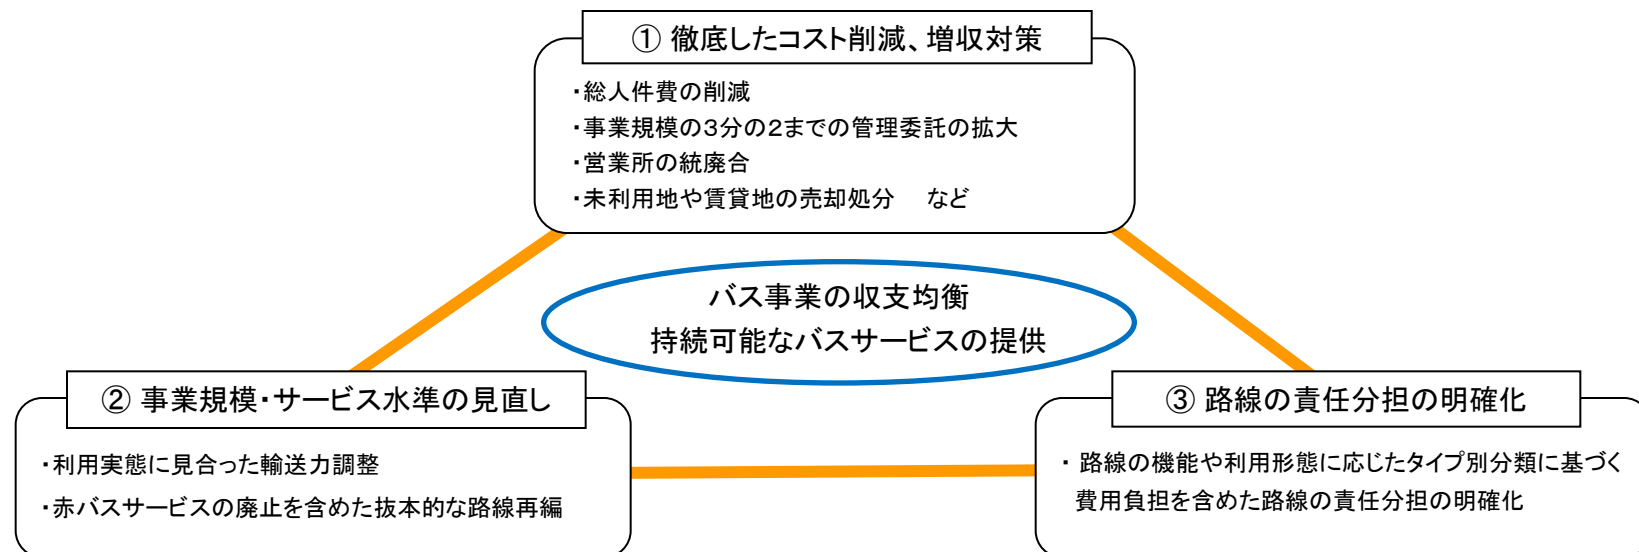 ① 徹底したコスト削減、増収対策
・総人件費の削減
・事業規模の3分の2までの管理委託の拡大
・営業所の統廃合
・未利用地や賃貸地の売却処分　など
バス事業の収支均衡
持続可能なバスサービスの提供
② 事業規模・サービス水準の見直し
・利用実態に見合った輸送力調整
・赤バスサービスの廃止を含めた抜本的な路線再編
③ 路線の責任分担の明確化
・ 路線の機能や利用形態に応じたタイプ別分類に基づく
費用負担を含めた路線の責任分担の明確化